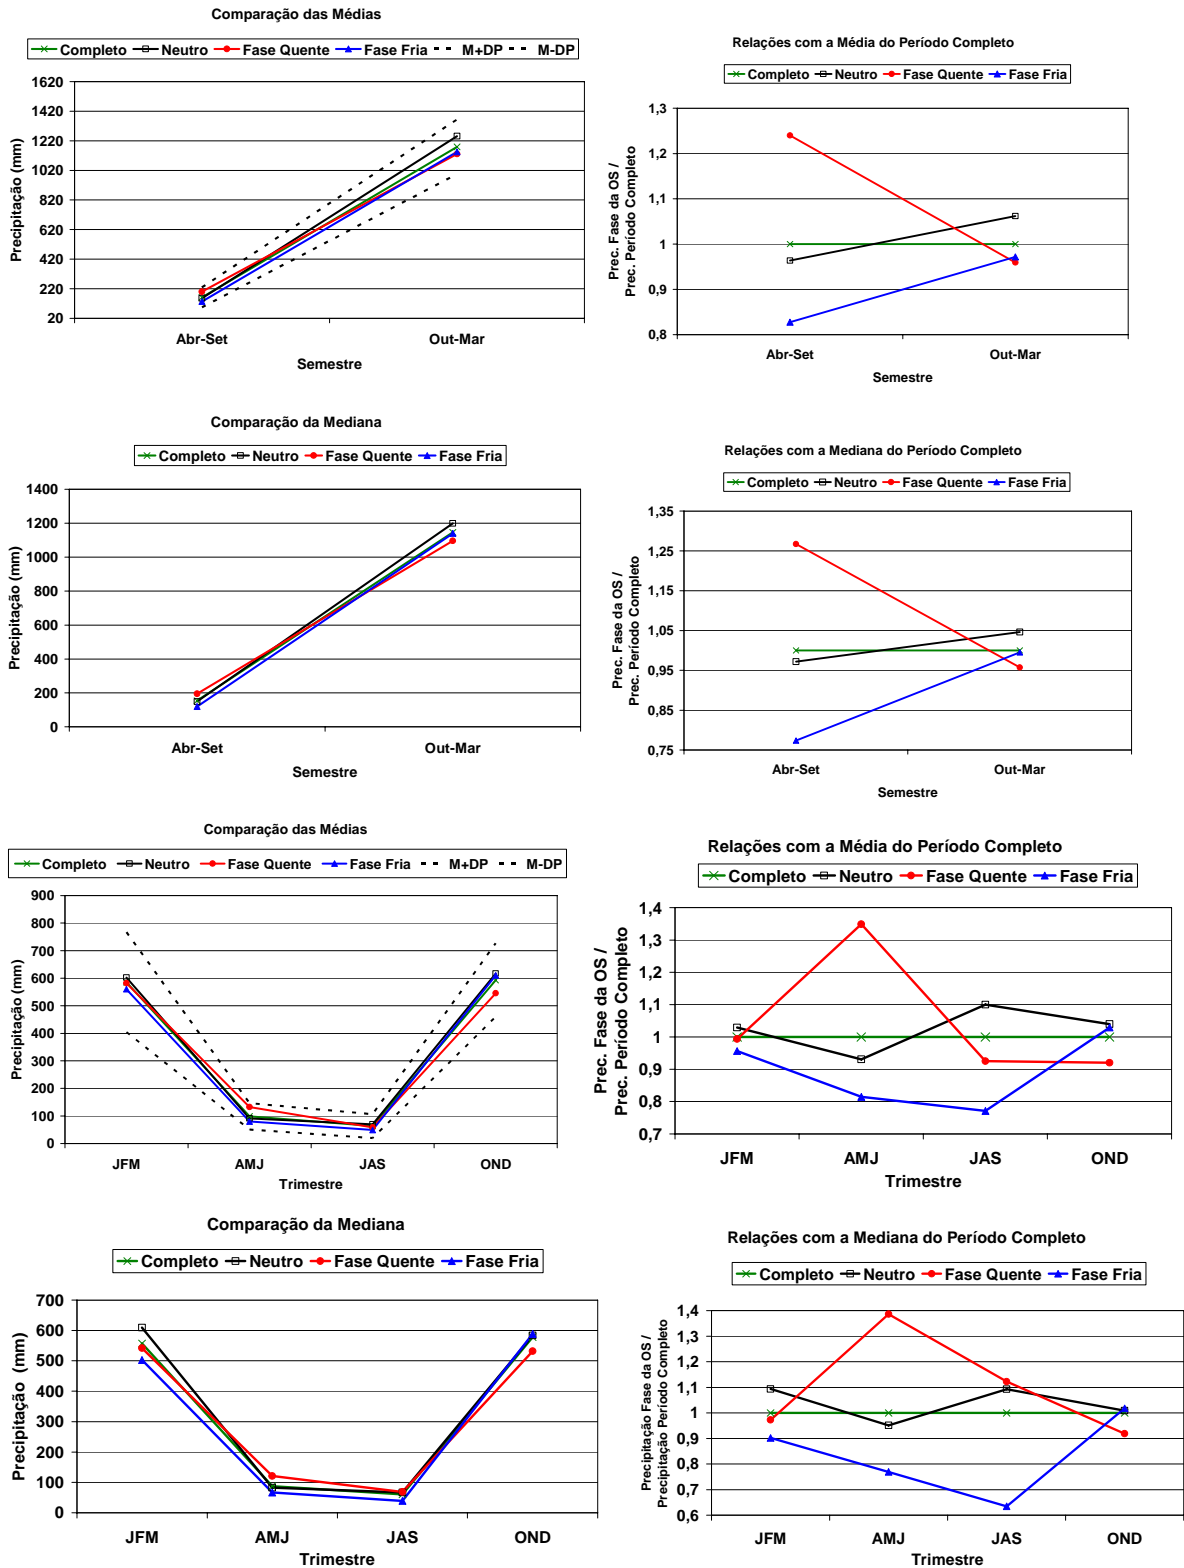 Comparação das Médias
Completo Neutro Fase Quente Fase Fria M+DP M-DP
Precipitação (mm)
1620
1420
1220
1020
820
620
420
220
20
Abr-Set Out-Mar
Semestre
Relações com a Média do Período Completo
Completo Neutro Fase Quente Fase Fria
Prec. Fase da OS /
Prec. Período Completo
1,3
1,2
1,1
1
0,9
0,8
Abr-Set Out-Mar
Semestre
Comparação da Mediana
Completo Neutro Fase Quente Fase Fria
Precipitação (mm)
1400
1200
1000
800
600
400
200
0
Abr-Set Out-Mar
Semestre
Relações com a Mediana do Período Completo
Completo Neutro Fase Quente Fase Fria
Prec. Fase da OS /
Prec. Período Completo
1,35
1,25
1,15
1,05
0,95
0,85
0,75
Abr-Set Out-Mar
Semestre
Comparação das Médias
Completo Neutro Fase Quente Fase Fria M+DP M-DP
Precipitação (mm)
900
800
700
600
500
400
300
200
100
0
JFM AMJ JAS OND
Trimestre
Relações com a Média do Período Completo
Completo Neutro Fase Quente Fase Fria
Prec. Fase da OS /
Prec. Período Completo
1,4
1,3
1,2
1,1
1
0,9
0,8
0,7
JFM AMJ JAS OND
Trimestre
Comparação da Mediana
Completo Neutro Fase Quente Fase Fria
Precipitação (mm)
700
600
500
400
300
200
100
0
JFM AMJ JAS OND
Trimestre
Relações com a Mediana do Período Completo
Completo Neutro Fase Quente Fase Fria
Precipitação Fase da OS /
Precipitação Período Completo
1,4
1,3
1,2
1,1
1
0,9
0,8
0,7
0,6
JFM AMJ JAS OND
Trimestre